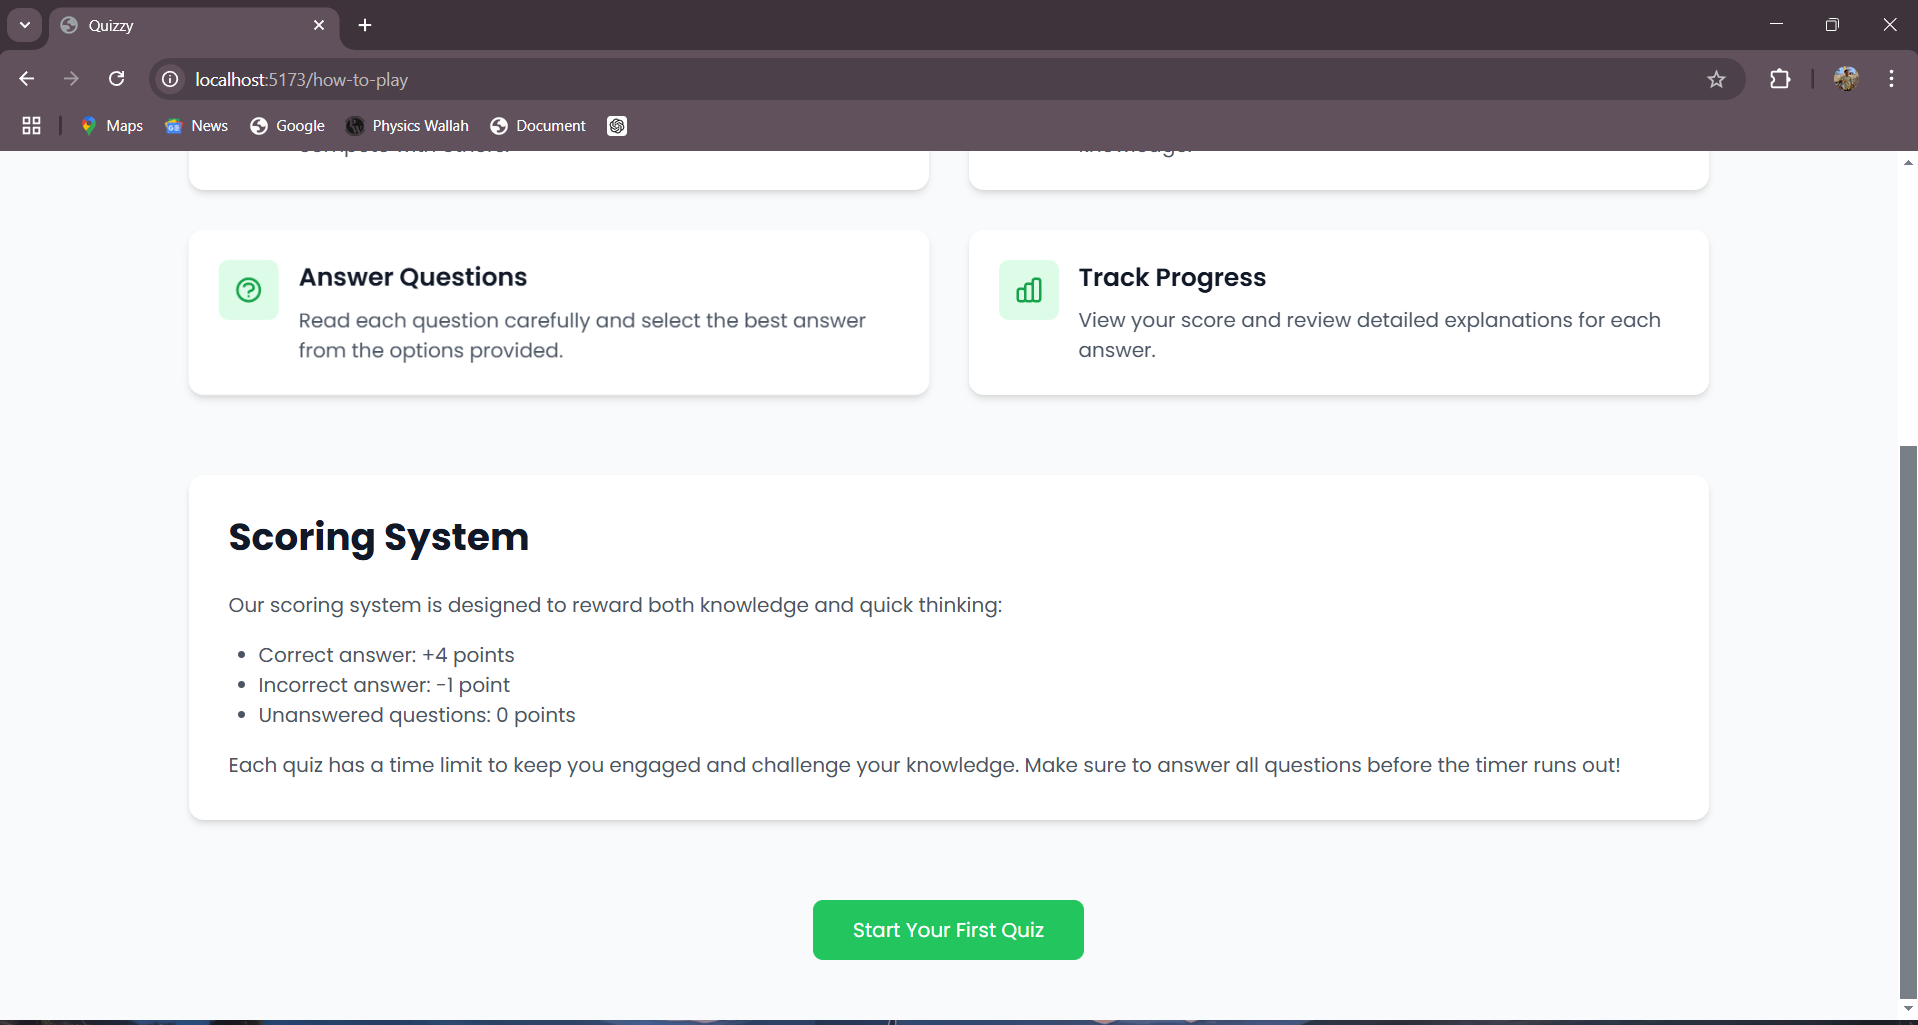 Quizzy
localhost:5173/how-to-play
Maps News Google Physics Wallah Document
compete with others.
knowledge.
Answer Questions
Read each question carefully and select the best answer
from the options provided.
Track Progress
View your score and review detailed explanations for each
answer.
Scoring System
Our scoring system is designed to reward both knowledge and quick thinking:
• Correct answer: +4 points
• Incorrect answer: -1 point
• Unanswered questions: 0 points
Each quiz has a time limit to keep you engaged and challenge your knowledge. Make sure to answer all questions before the timer runs out!
Start Your First Quiz